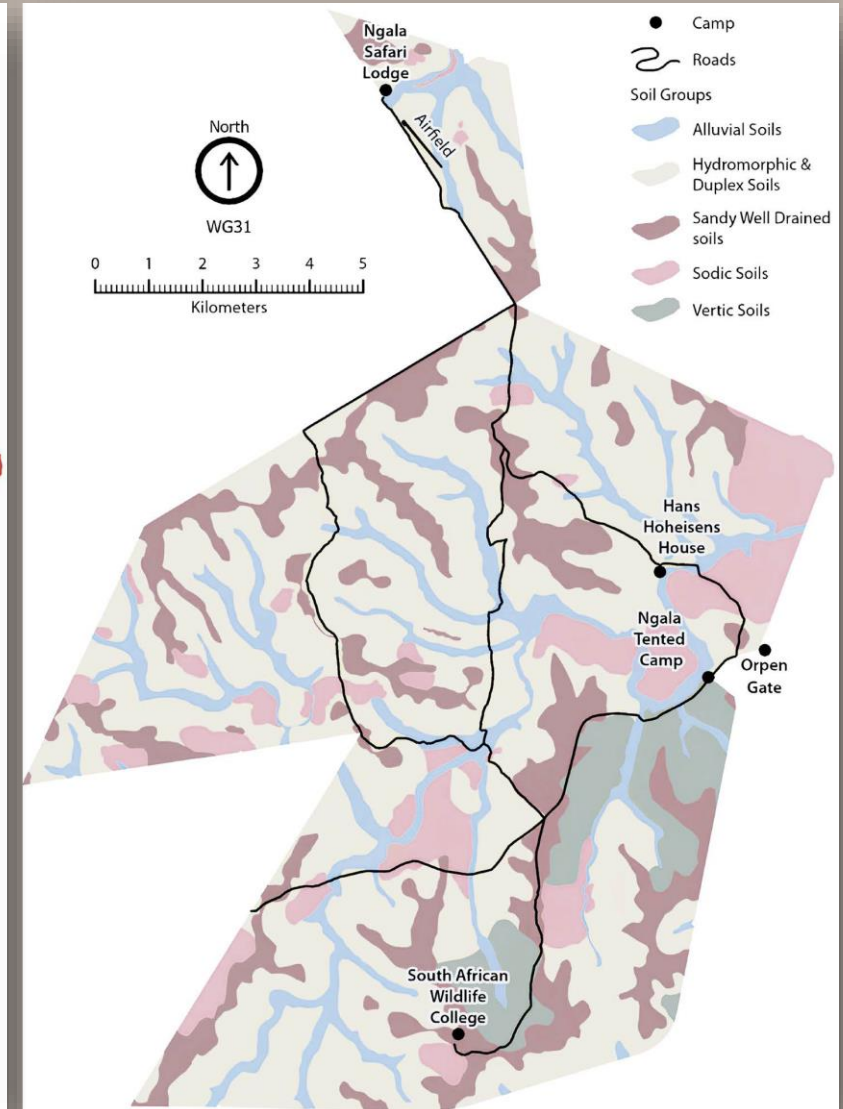 Ngala
Safari
Lodge
Airfield
North
WG31
0 1 2 3 4 5
Kilometers
Camp
Roads
Soil Groups
Alluvial Soils
Hydromorphic &
Duplex Soils
Sandy Well Drained
soils
Sodic Soils
Vertic Soils
Hans
Hoheisens
House
Ngala
Tented
Camp
Orpen
Gate
South African
Wildlife
College